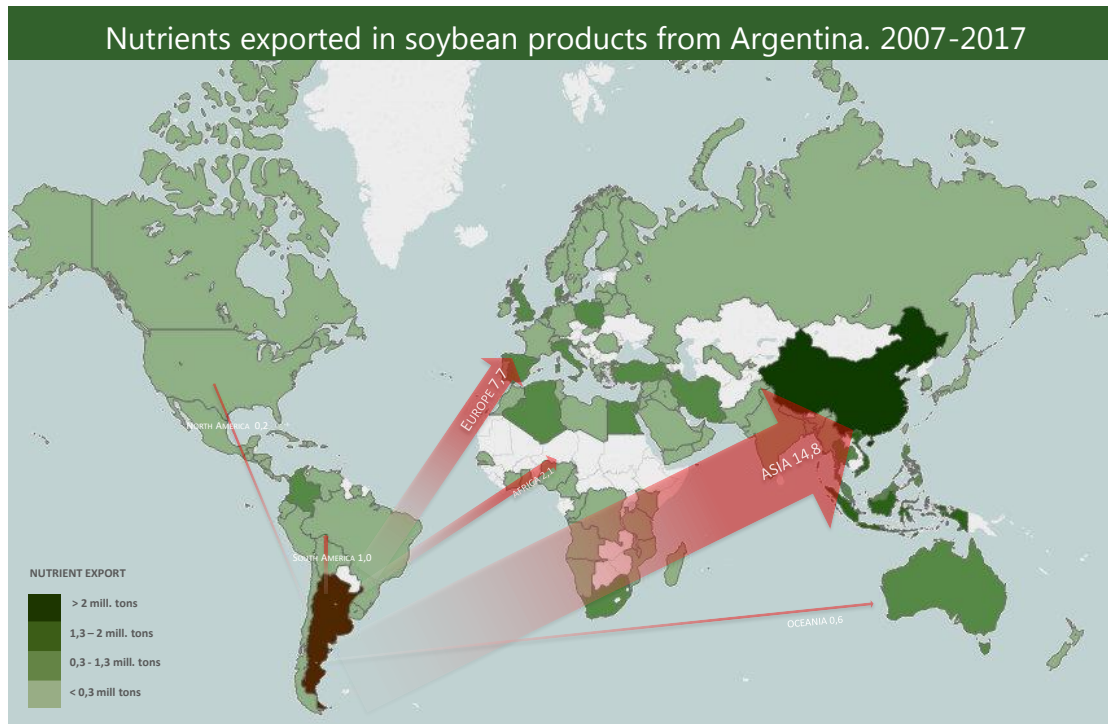 Nutrients exported in soybean products from Argentina. 2007-2017
NORTH AMERICA 0,2
EUROPE 7,7
AFRICA 2,1
ASIA 14,8
SOUTH AMERICA 1,0
OCEANIA 0,6
NUTRIENT EXPORT
> 2 mill. tons
1,3 – 2 mill. tons
0,3 - 1,3 mill. tons
< 0,3 mill tons